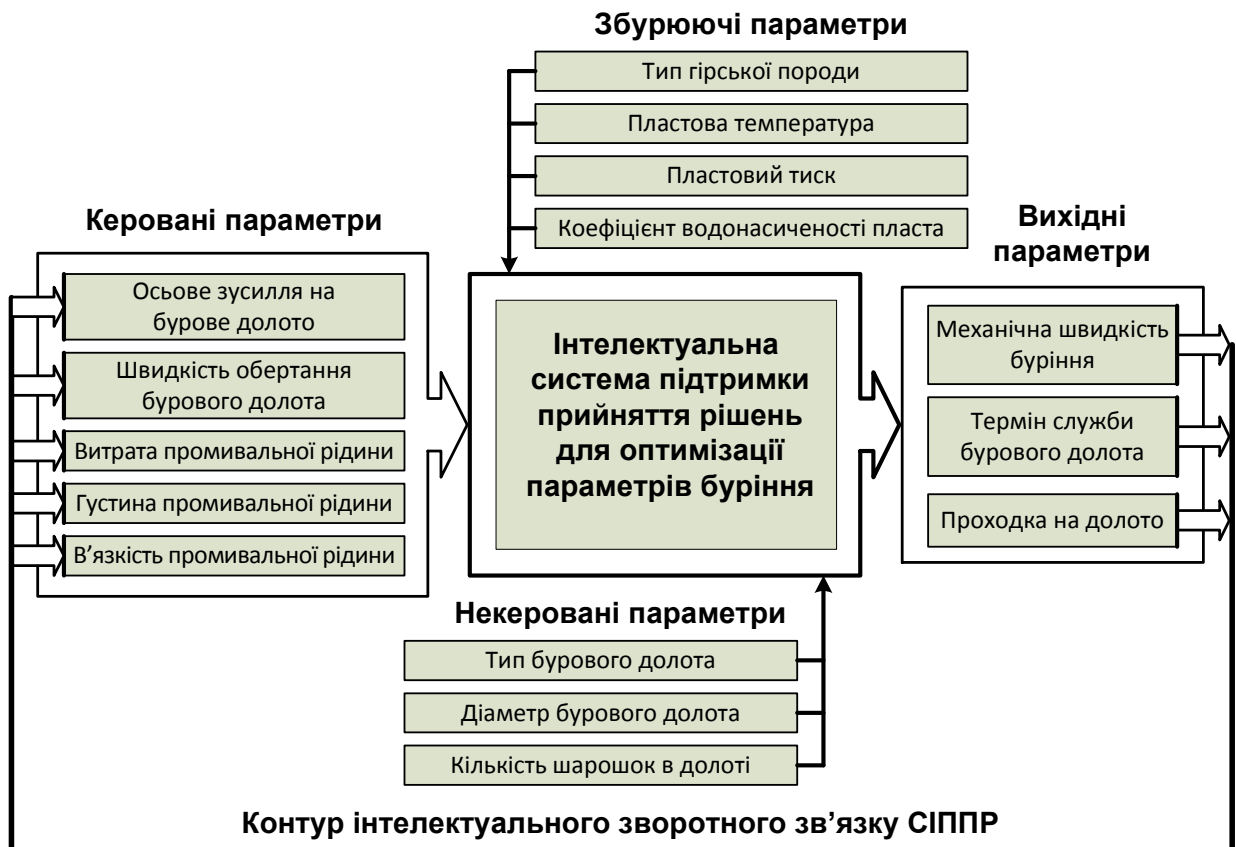 Збурюючі параметри
Тип гірської породи
Пластова температура
Пластовий тиск
Коефіцієнт водонасиченості пласта
Керовані параметри
Осьове зусилля на
бурове долото
Швидкість обертання
бурового долота
Витрата промивальної рідини
Густина промивальної рідини
В’язкість промивальної рідини
Інтелектуальна
система підтримки
прийняття рішень
для оптимізації
параметрів буріння
Вихідні
параметри
Механічна швидкість
буріння
Термін служби
бурового долота
Проходка на долото
Некеровані параметри
Тип бурового долота
Діаметр бурового долота
Кількість шарошок в долоті
Контур інтелектуального зворотного зв’язку СІППР